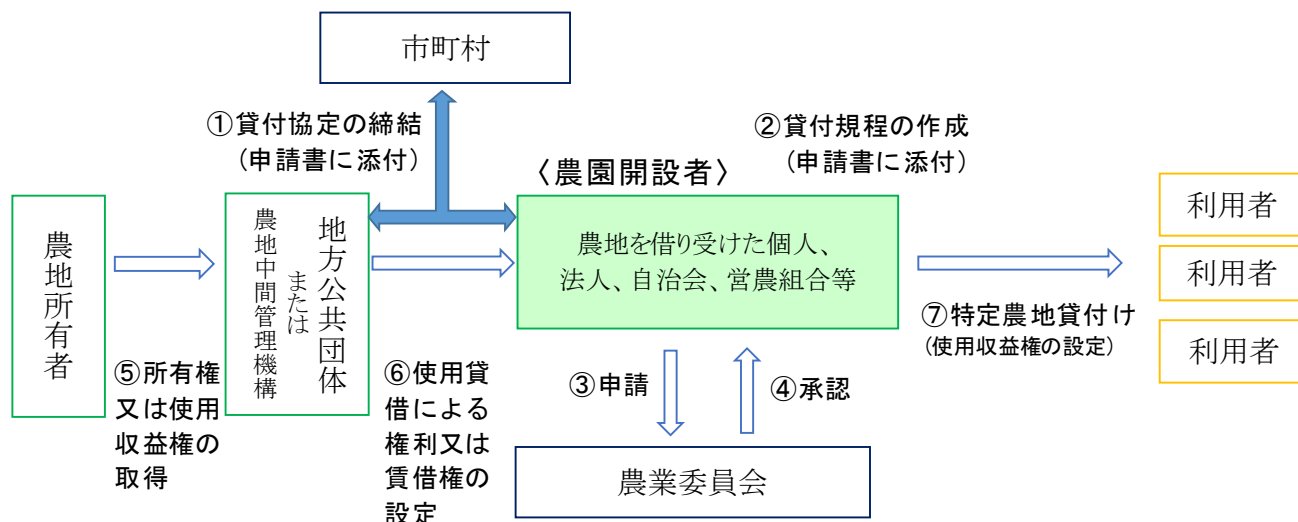 市町村
①貸付協定の締結
(申請書に添付)
②貸付規程の作成
(申請書に添付)
〈農園開設者〉
農地所有者
地方公共団体
または
農地中間管理機構
農地を借り受けた個人、
法人、自治会、営農組合等
利用者
利用者
利用者
⑤所有権
又は使用
収益権の
取得
⑥使用貸
借による
権利又は
賃借権の
設定
③申請
④承認
⑦特定農地貸付け
(使用収益権の設定)
農業委員会